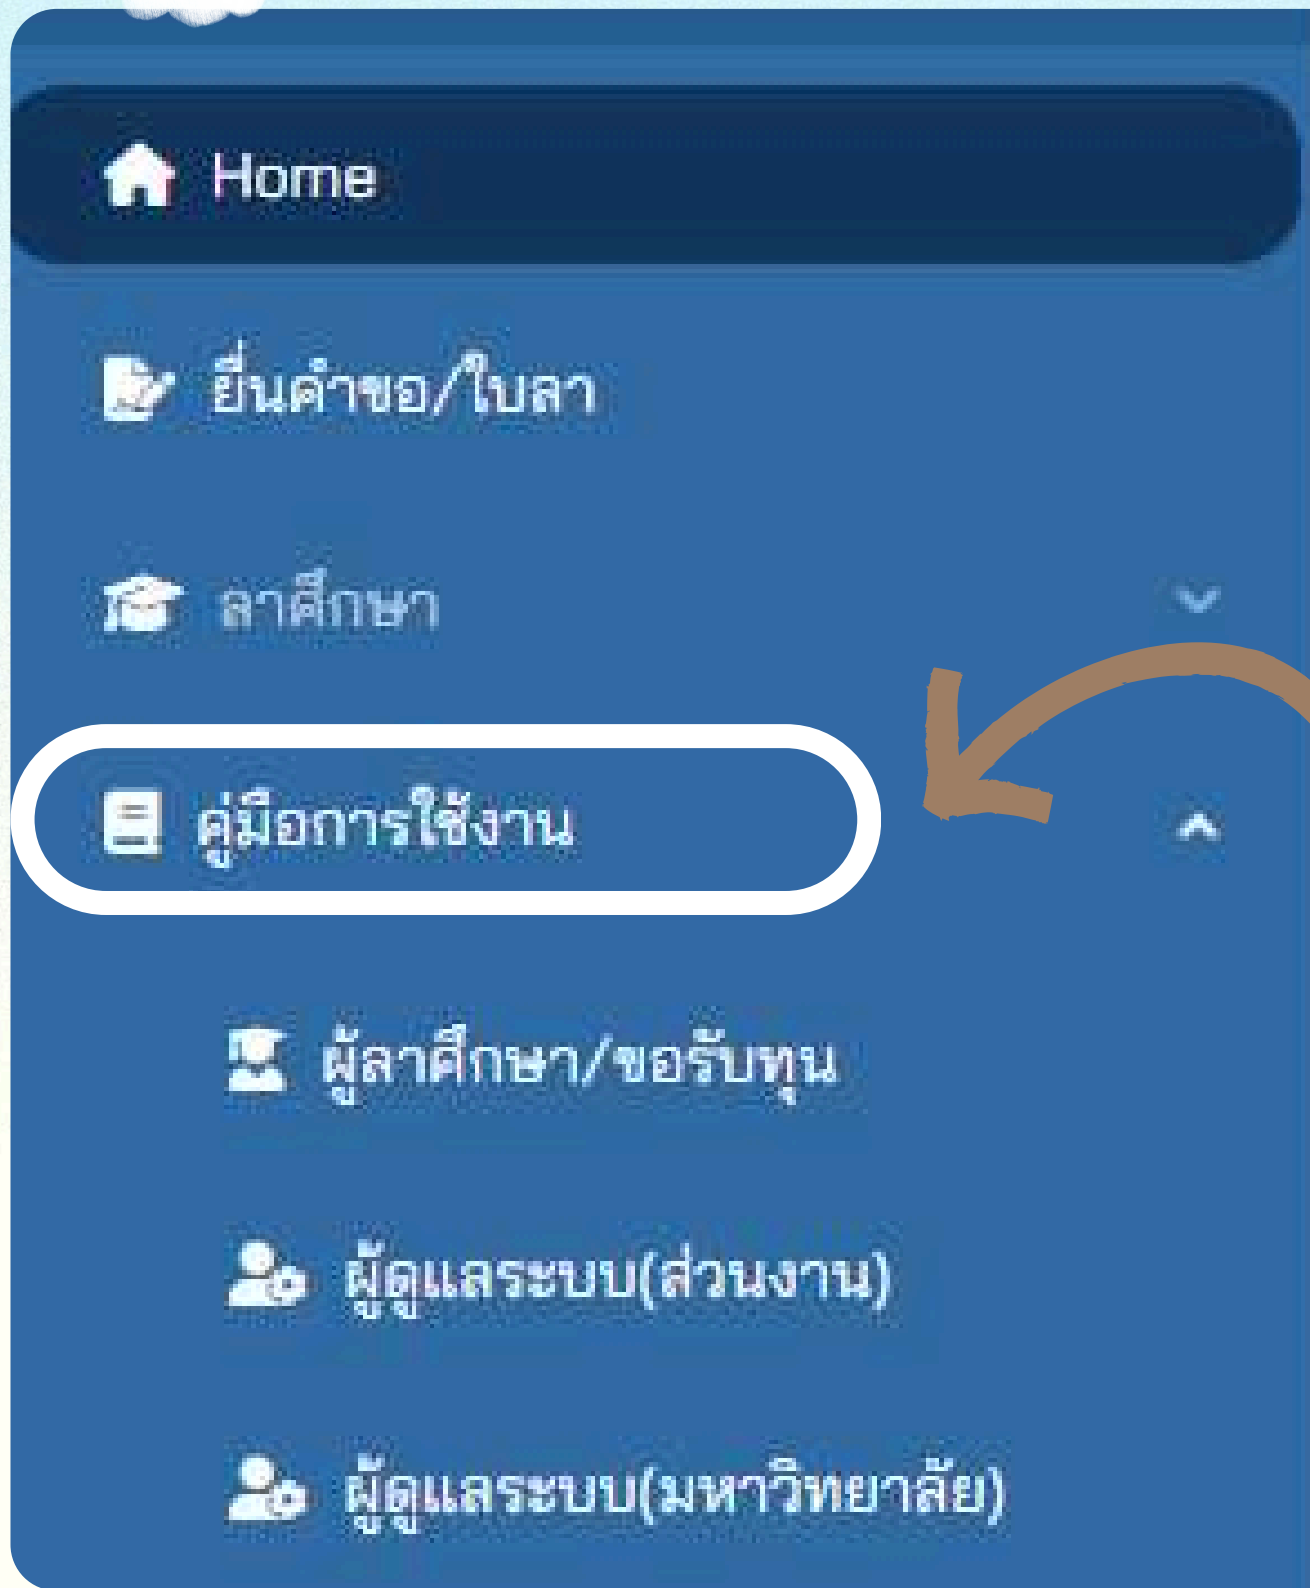 Home
ยื่นคำขอ/ใบลา
ลาศึกษา
คู่มือการใช้งาน
ผู้ลาศึกษา/ขอรับทุน
ผู้ดูแลระบบ(ส่วนงาน)
ผู้ดูแลระบบ(มหาวิทยาลัย)